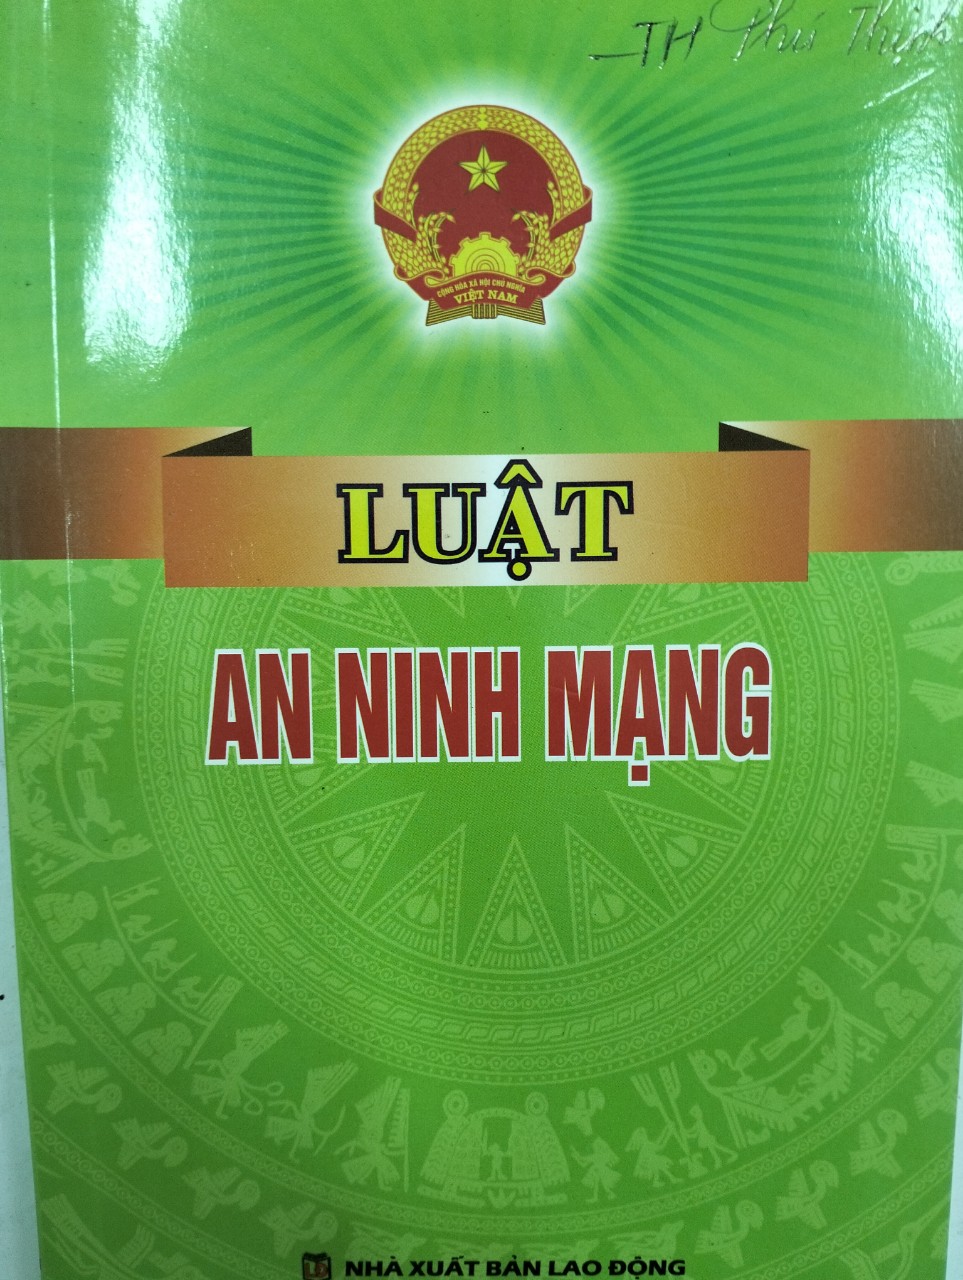 TH Phú Thịnh
CỘNG HÒA XÃ HỘI CHỦ NGHĨA
VIỆT NAM
LUẬT
AN NINH MẠNG
LĐ NHÀ XUẤT BẢN LAO ĐỘNG